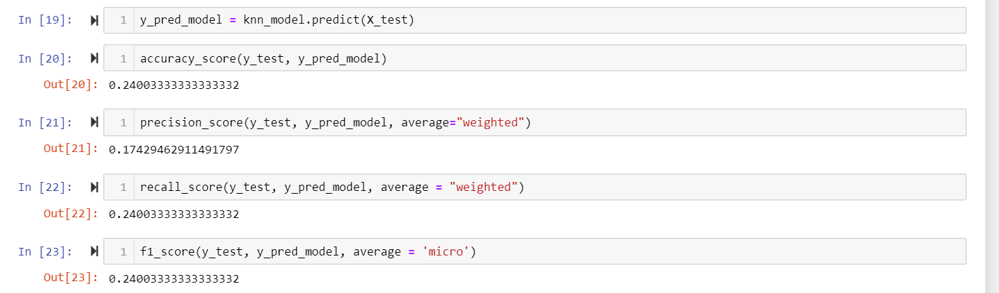 In [19]: 1 y_pred_model = knn_model.predict(X_test)
In [20]: 1 accuracy_score(y_test, y_pred_model)
Out[20]: 0.24003333333333332
In [21]: 1 precision_score(y_test, y_pred_model, average="weighted")
Out[21]: 0.17429462911491797
In [22]: 1 recall_score(y_test, y_pred_model, average = "weighted")
Out[22]: 0.24003333333333332
In [23]: 1 f1_score(y_test, y_pred_model, average = 'micro')
Out[23]: 0.24003333333333332